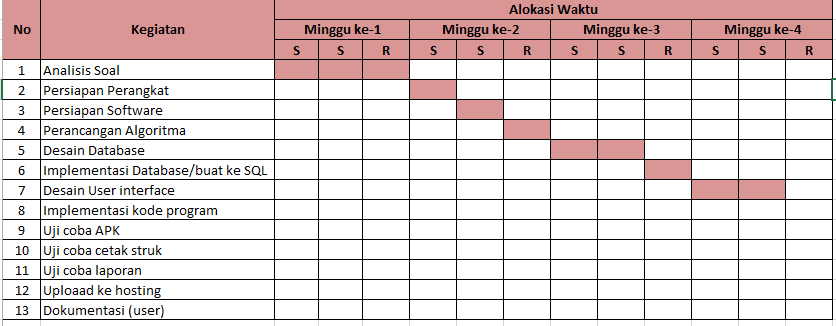 No Kegiatan Alokasi Waktu
Minggu ke-1 Minggu ke-2 Minggu ke-3 Minggu ke-4
S S R S S R S S R S S R
1 Analisis Soal
2 Persiapan Perangkat
3 Persiapan Software
4 Perancangan Algoritma
5 Desain Database
6 Implementasi Database/buat ke SQL
7 Desain User interface
8 Implementasi kode program
9 Uji coba APK
10 Uji coba cetak struk
11 Uji coba laporan
12 Uploaad ke hosting
13 Dokumentasi (user)